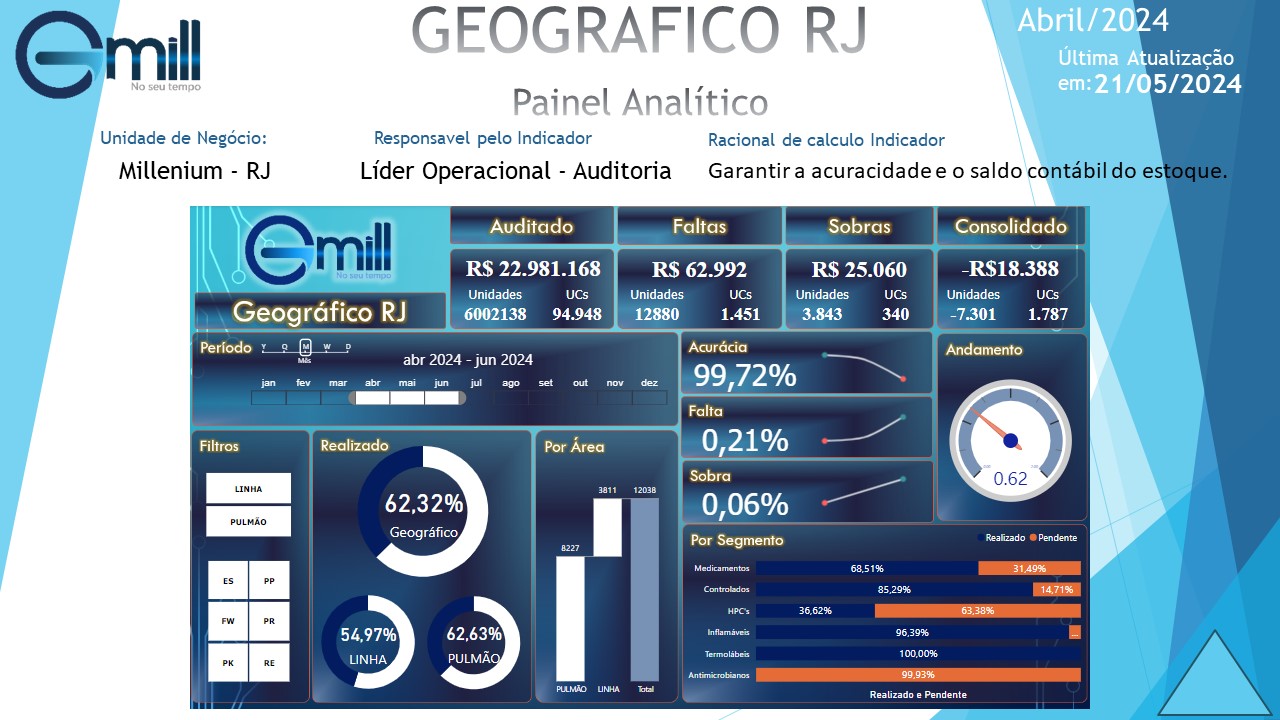 Gmill
No seu tempo
GEOGRAFICO RJ
Painel Analítico
Abril/2024
Última Atualização
em:21/05/2024
Unidade de Negócio:
Millenium - RJ
Responsavel pelo Indicador
Líder Operacional - Auditoria
Racional de calculo Indicador
Garantir a acuracidade e o saldo contábil do estoque.
Gmill
No seu tempo
Geográfico RJ
Auditado
R$ 22.981.168
Unidades UCs
6002138 94.948
Faltas
R$ 62.992
Unidades UCs
12880 1.451
Sobras
R$ 25.060
Unidades UCs
3.843 340
Consolidado
-R$18.388
Unidades UCs
-7.301 1.787
Período
Y Q M W D
Mês
abr 2024 - jun 2024
jan fev mar abr mai jun jul ago set out nov dez
Acurácia
99,72%
Falta
0,21%
Sobra
0,06%
Andamento
0.62
Filtros
LINHA
PULMÃO
ES PP
FW PR
PK RE
Realizado
62,32%
Geográfico
54,97%
LINHA
62,63%
PULMÃO
Por Área
8227 3811 12038
PULMÃO LINHA Total
Por Segmento
Realizado Pendente
Medicamentos 68,51% 31,49%
Controlados 85,29% 14,71%
HPC's 36,62% 63,38%
Inflamáveis 96,39% ...
Termolábeis 100,00%
Antimicrobianos 99,93%
Realizado e Pendente